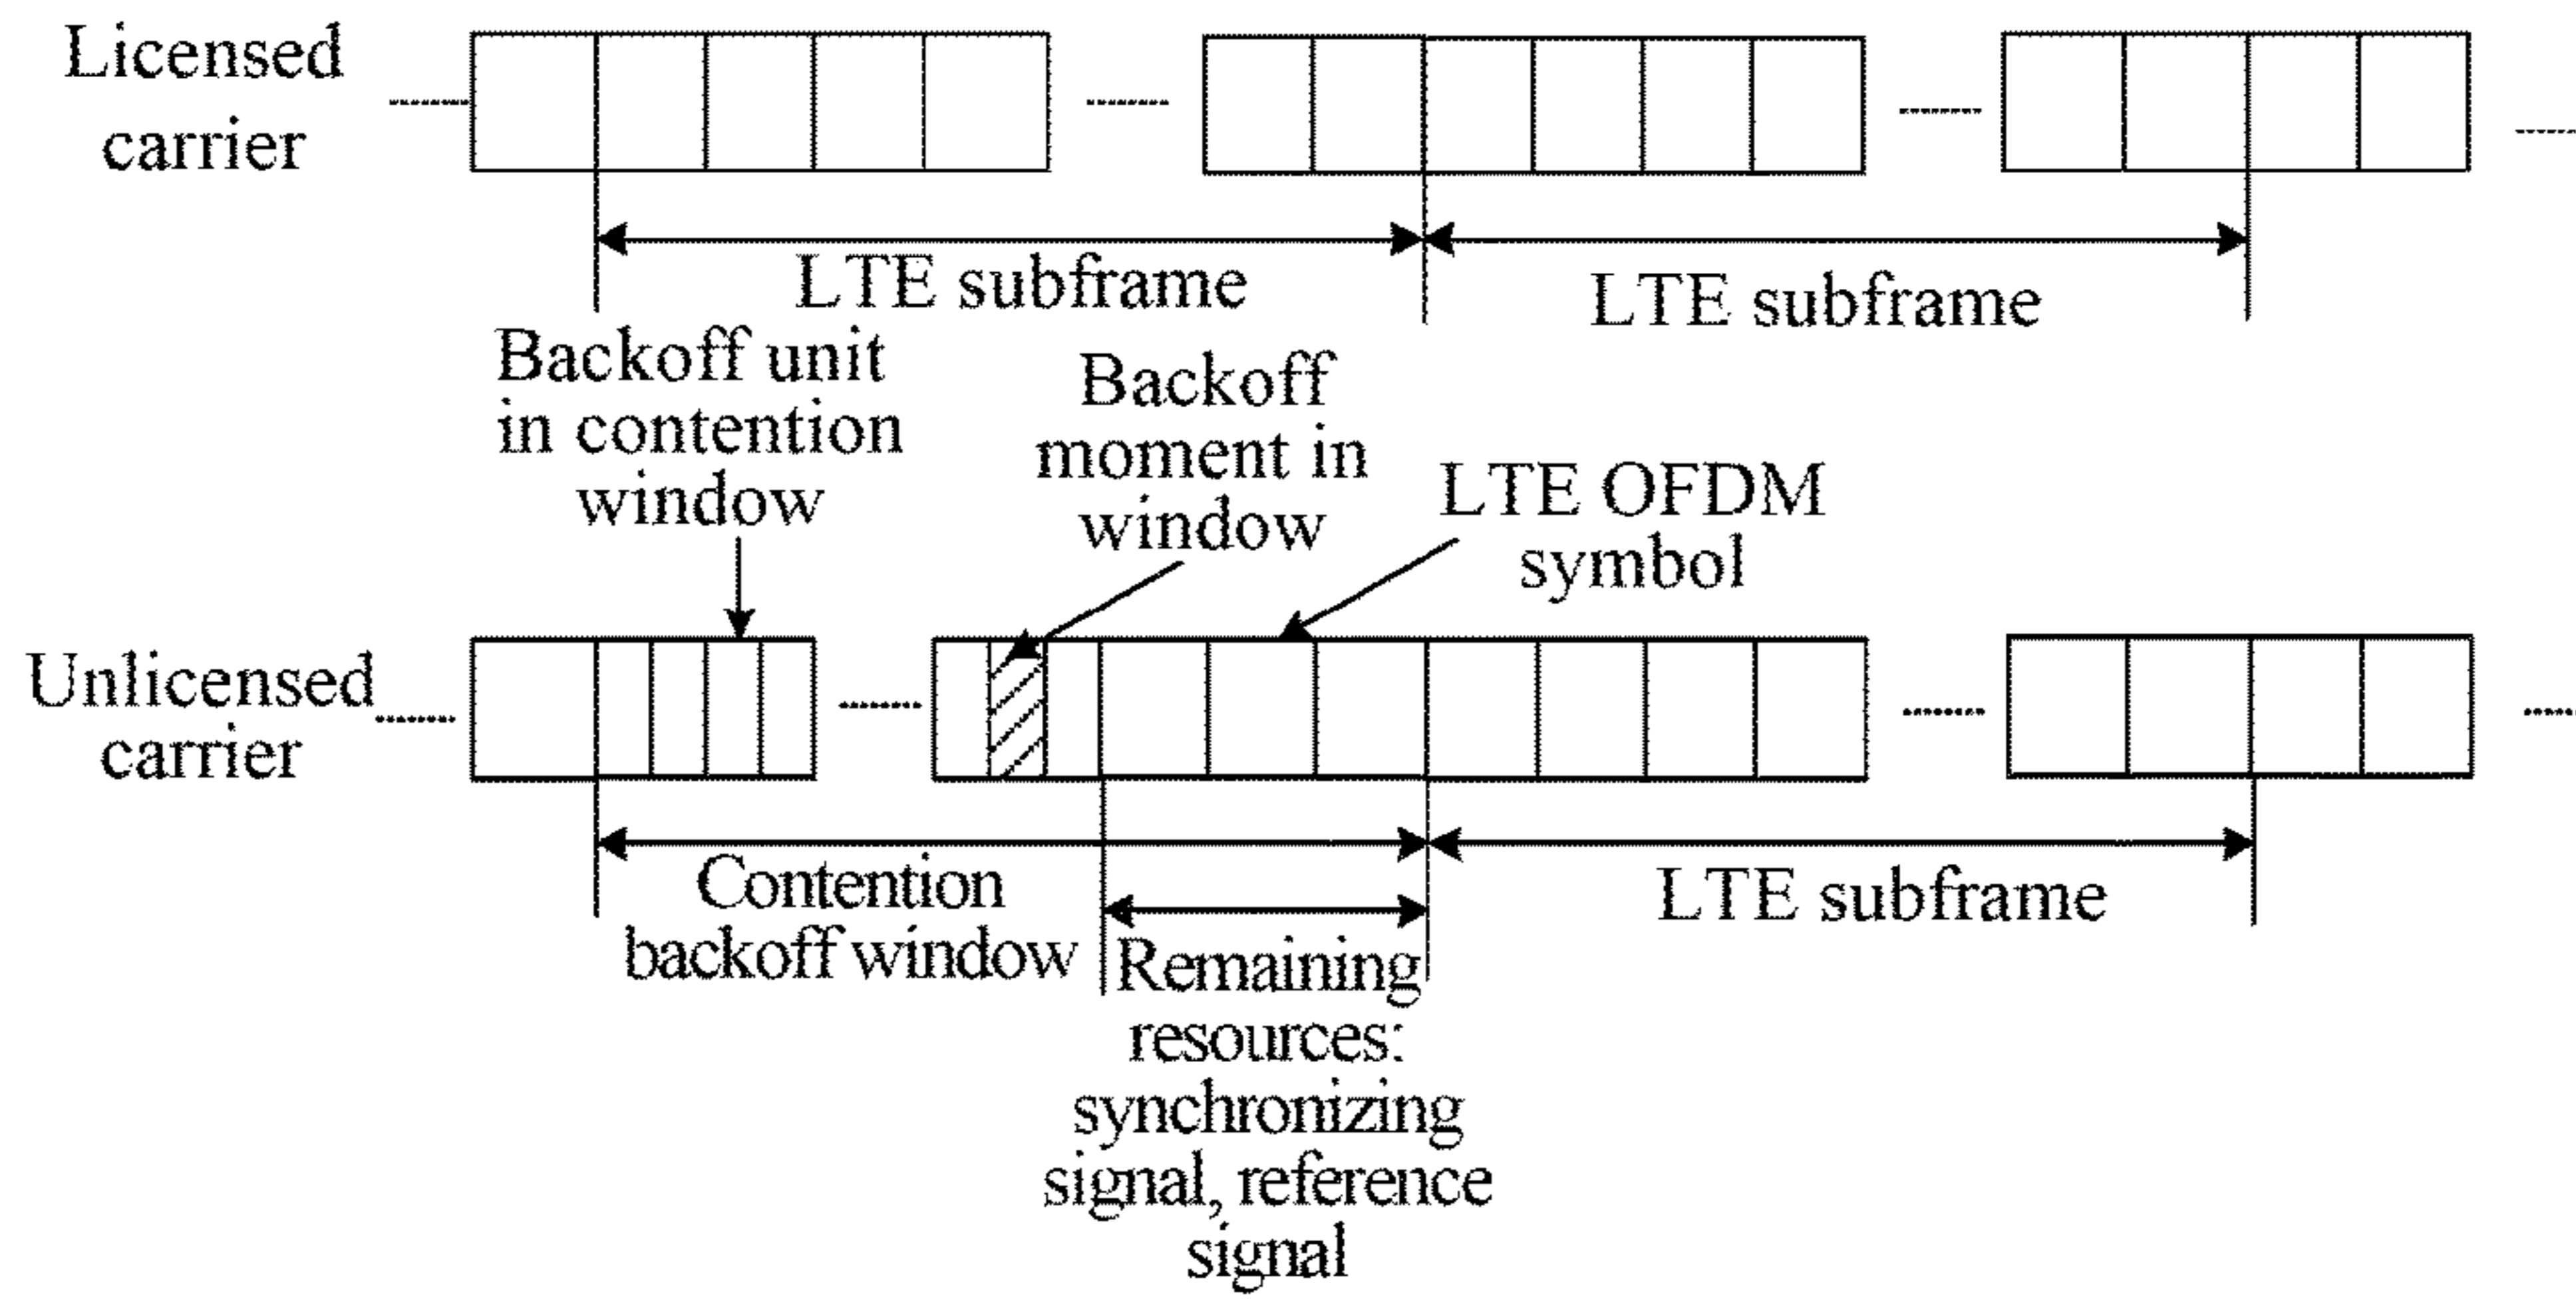 Licensed
carrier
LTE subframe
LTE subframe
Backoff unit
in contention
window
Backoff
moment in
window
LTE OFDM
symbol
Unlicensed
carrier
Contention
backoff window
LTE subframe
Remaining
resources:
synchronizing
signal, reference
signal